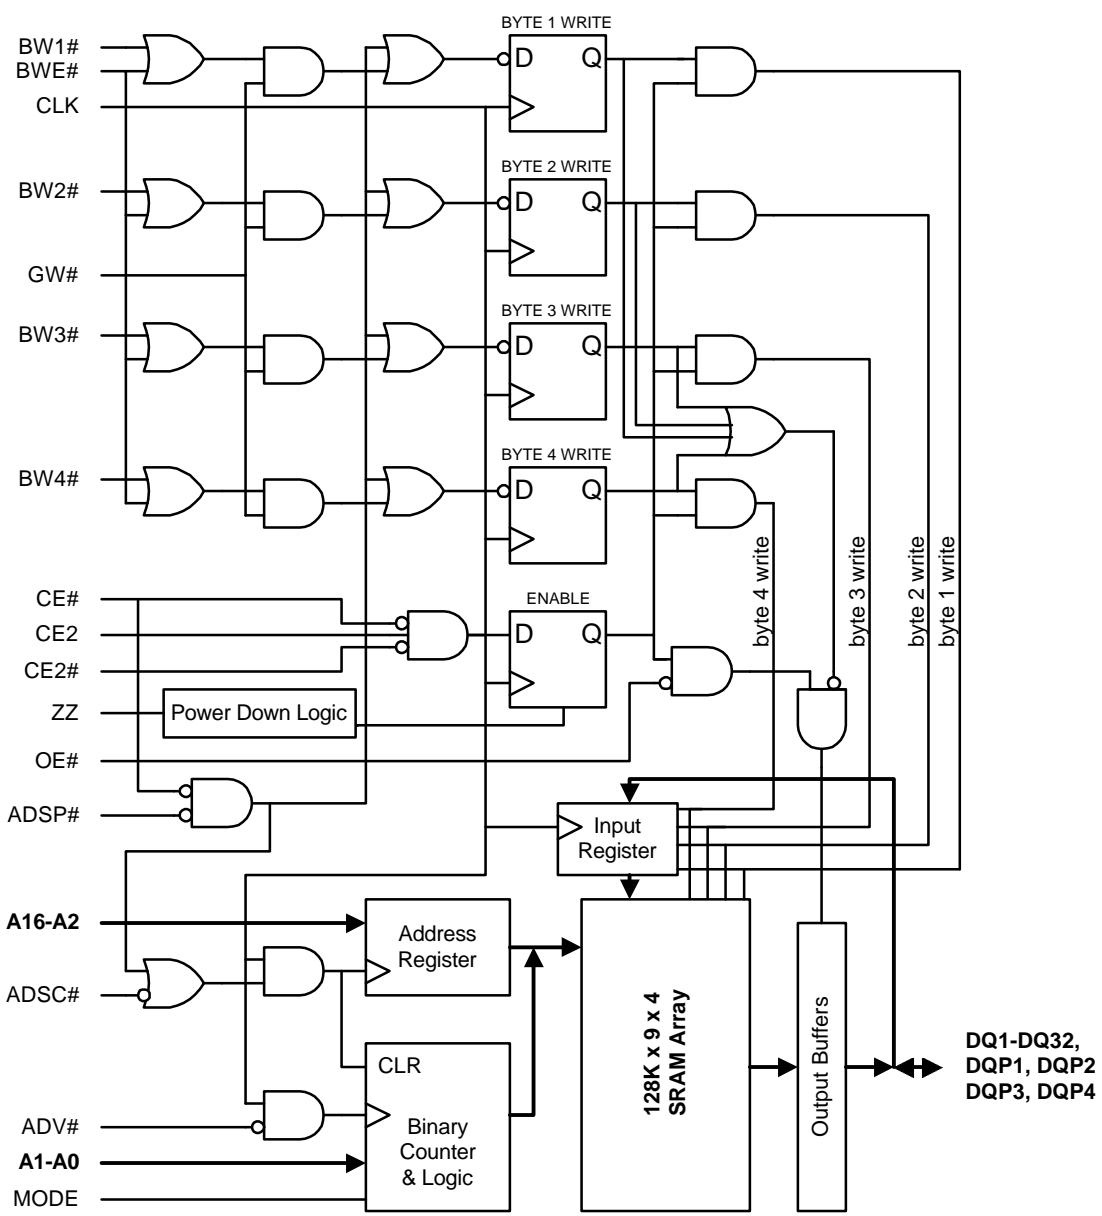 BYTE 1 WRITE
BW1#
BWE#
D
Q
CLK
BYTE 2 WRITE
BW2#
D
Q
GW#
BYTE 3 WRITE
BW3#
D
Q
BYTE 4 WRITE
BW4#
D
Q
byte 4 write
byte 3 write
byte 2 write
byte 1 write
CE#
ENABLE
CE2
D
Q
CE2#
ZZ
Power Down Logic
OE#
ADSP#
Input
Register
A16-A2
Address
Register
ADSC#
128K x 9 x 4
SRAM Array
Output Buffers
DQ1-DQ32,
DQP1, DQP2
DQP3, DQP4
CLR
ADV#
Binary
Counter
& Logic
A1-A0
MODE